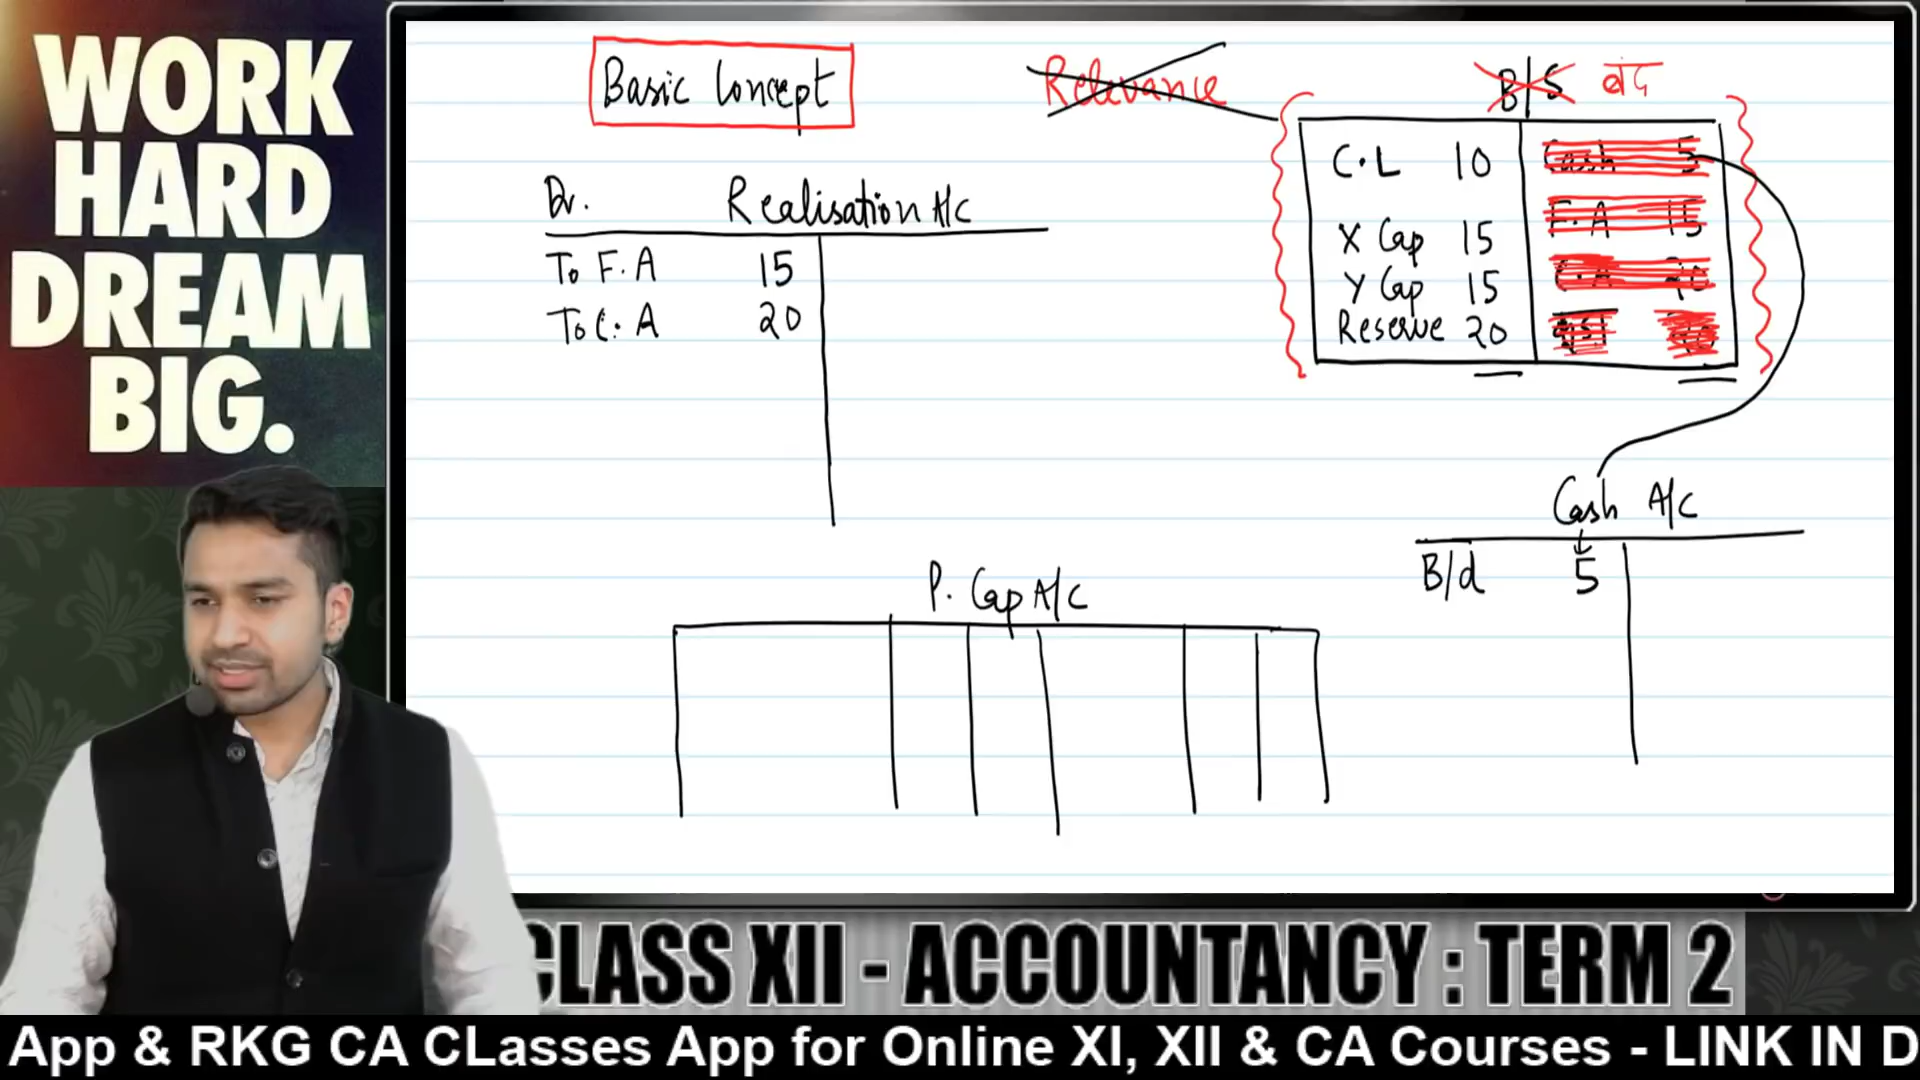 WORK
HARD
DREAM
BIG.
Basic Concept
Relevance
B/S
Dr. Realisation A/C
To F.A 15
To C.A 20
C.L 10 Cash 5
X Cap 15 F.A 15
Y Cap 15 C.A 20
Reserve 20
Cash A/C
B/d 5
P. Cap A/C
CLASS XII - ACCOUNTANCY : TERM 2
App & RKG CA CLasses App for Online XI, XII & CA Courses - LINK IN D